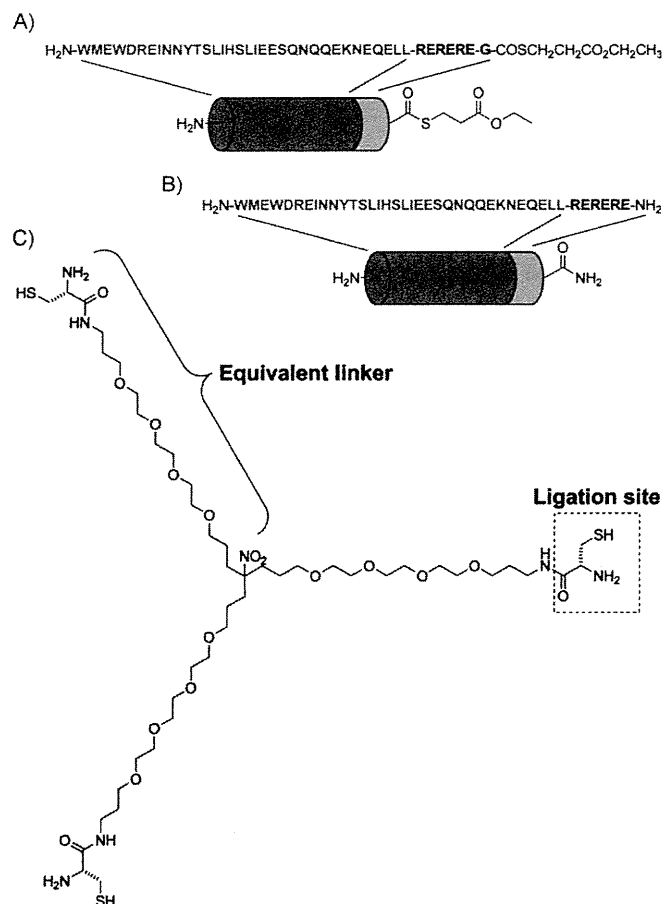 A)
H₂N-WMEWDREINNYTSLIHSLIEESQNQQEKNEQELL-RERERE-G-COSCH₂CH₂CO₂CH₂CH₃
H₂N
O
S
O
O
B)
H₂N-WMEWDREINNYTSLIHSLIEESQNQQEKNEQELL-RERERE-NH₂
H₂N
O
NH₂
C)
NH₂
HS
O
HN
O
O
O
O
Equivalent linker
Ligation site
NO₂
O
O
O
O
H
N
O
SH
NH₂
O
O
O
O
O
NH
H₂N
SH